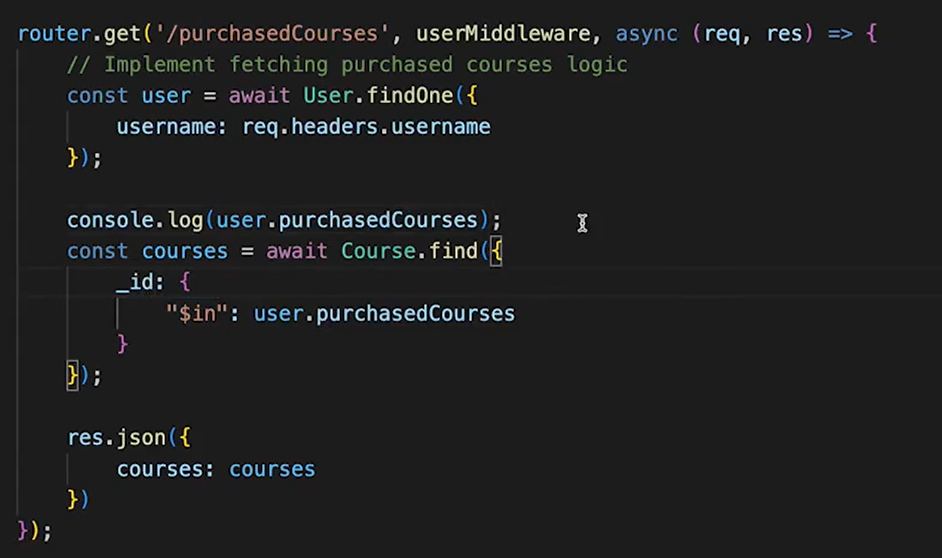 router.get('/purchasedCourses', userMiddleware, async (req, res) => {
    // Implement fetching purchased courses logic
    const user = await User.findOne({
        username: req.headers.username
    });

    console.log(user.purchasedCourses);
    const courses = await Course.find({
        _id: {
            "$in": user.purchasedCourses
        }
    });

    res.json({
        courses: courses
    })
});